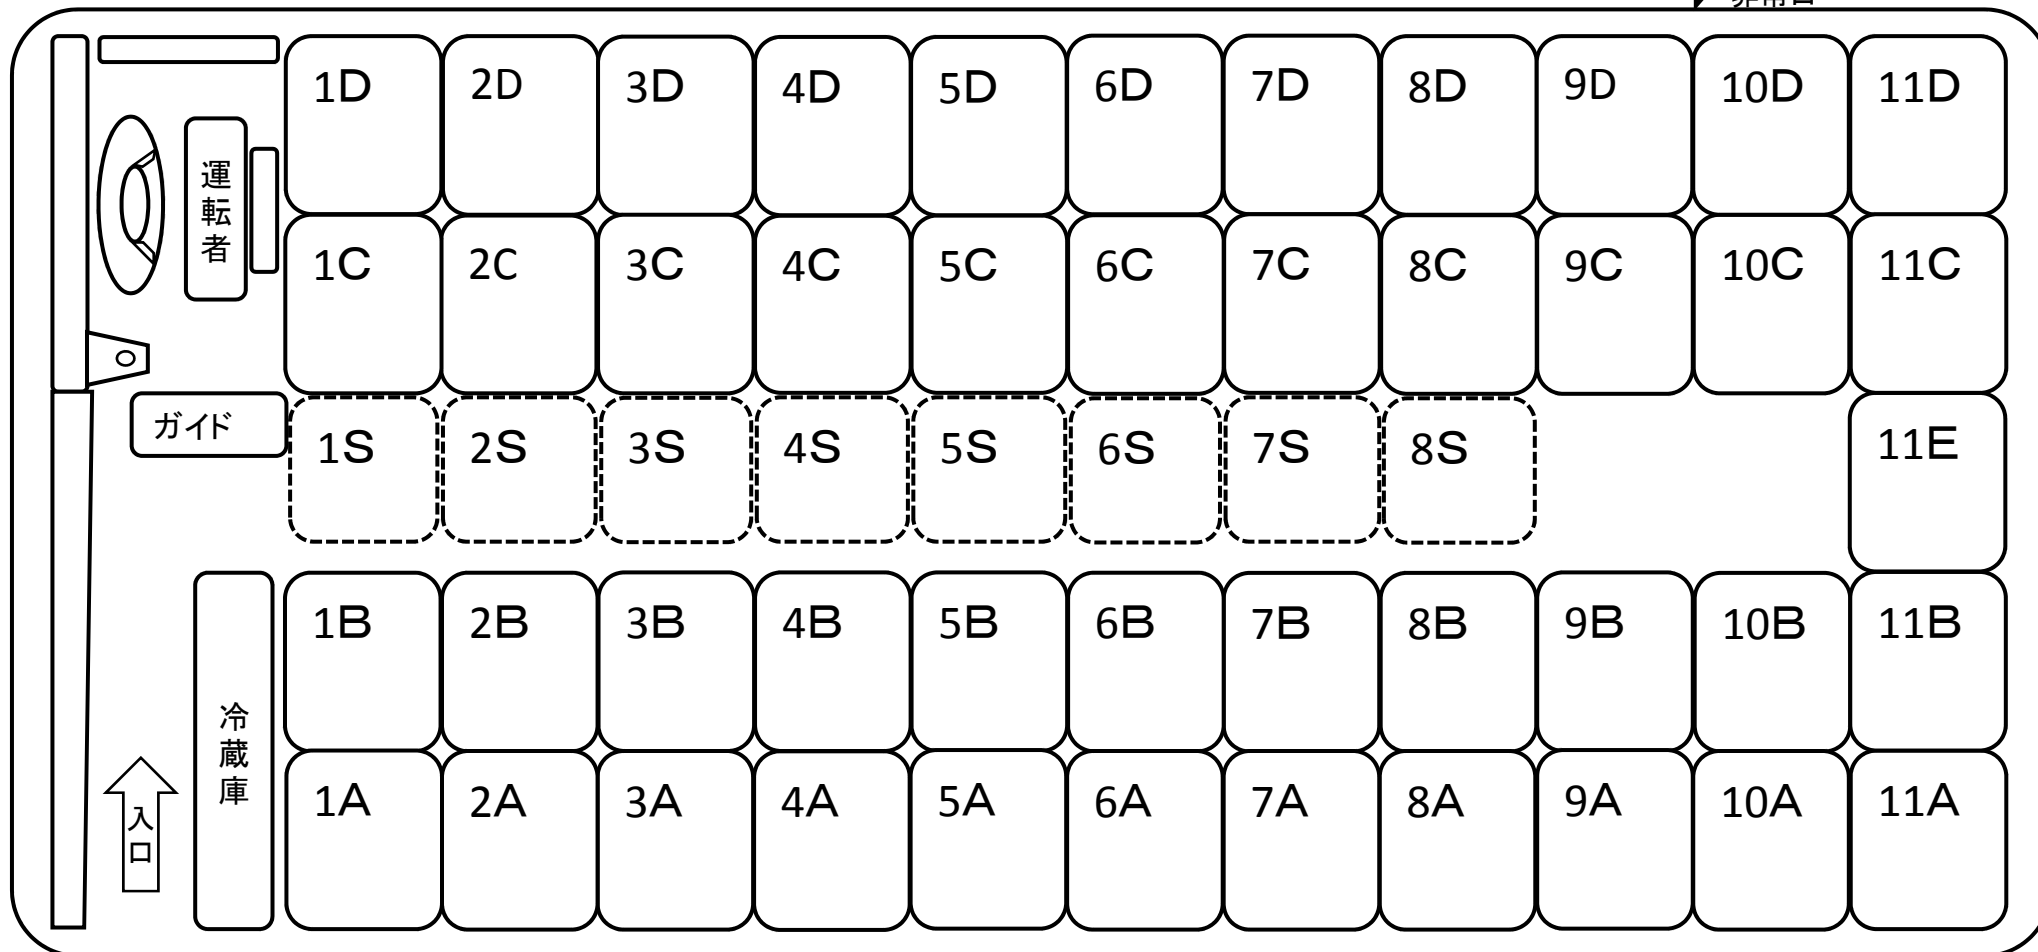 1D 2D 3D 4D 5D 6D 7D 8D 9D 10D 11D
運転者
1C 2C 3C 4C 5C 6C 7C 8C 9C 10C 11C
ガイド
1S 2S 3S 4S 5S 6S 7S 8S
11E
1B 2B 3B 4B 5B 6B 7B 8B 9B 10B 11B
冷蔵庫
1A 2A 3A 4A 5A 6A 7A 8A 9A 10A 11A
入口